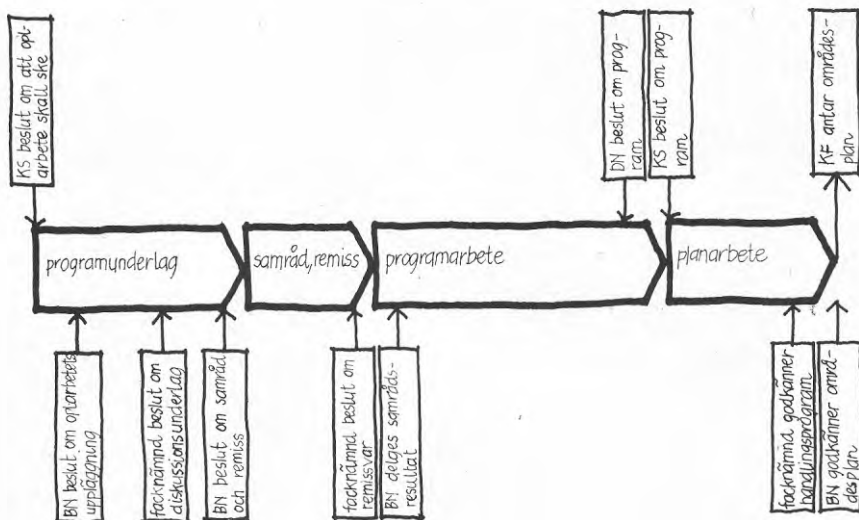 KS beslut om att opl-
arbete skall ske
DN beslut om prog-
ram
KS beslut om prog-
ram
KF antar områdes-
plan
programunderlag
samråd, remiss
programarbete
planarbete
BN beslut om oplarbetets
uppläggning
facknämnd beslut om
diskussionsunderlag
BN beslut om samråd
och remiss
facknämnd beslut om
remissvar
BN delges samråds-
resultat
facknämnd godkänner
handlingsprogram
BN godkänner områ-
desplan